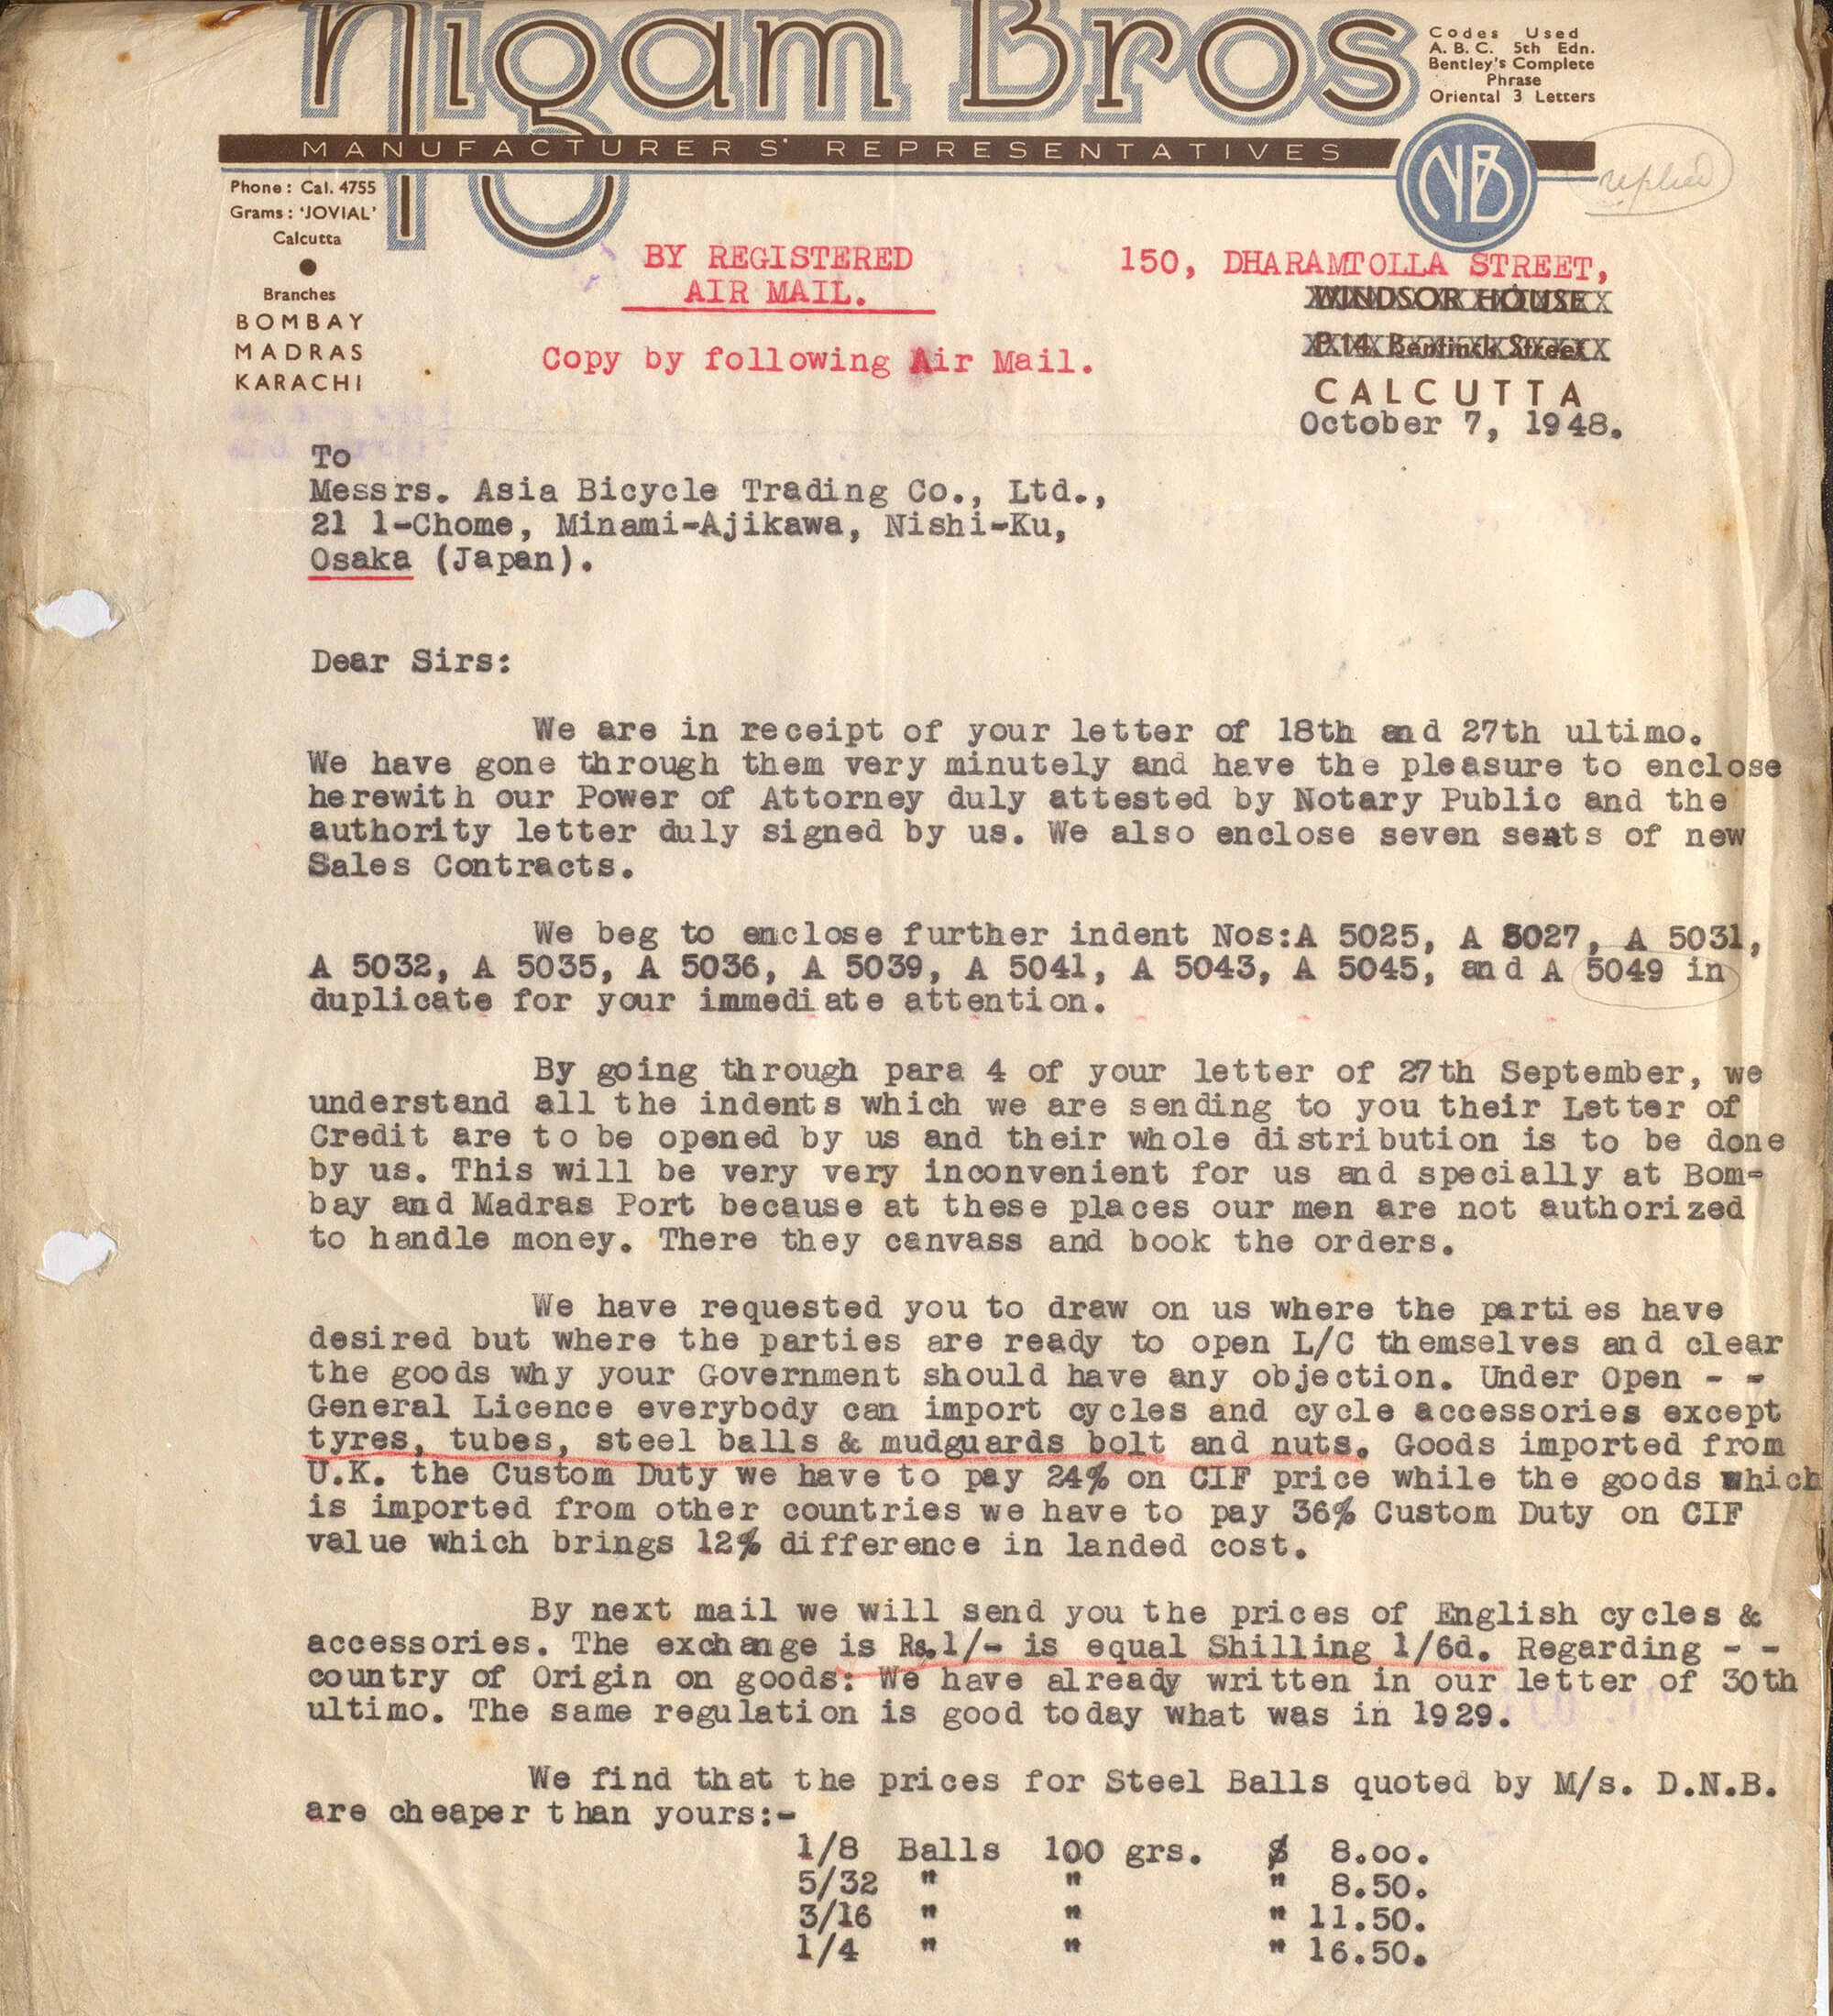 Nigam Bros
Codes Used
A. B. C. 5th Edn.
Bentley's Complete
Phrase
Oriental 3 Letters
MANUFACTURERS' REPRESENTATIVES
NB
replied
Phone: Cal. 4755
Grams: 'JOVIAL'
Calcutta
Branches
BOMBAY
MADRAS
KARACHI
BY REGISTERED
AIR MAIL.
Copy by following Air Mail.
150, DHARAMTOLLA STREET,
WINDSOR HOUSE
P.14. Bentinck Street
CALCUTTA
October 7, 1948.
To
Messrs. Asia Bicycle Trading Co., Ltd.,
21 1-Chome, Minami-Ajikawa, Nishi-Ku,
Osaka (Japan).
Dear Sirs:
We are in receipt of your letter of 18th and 27th ultimo.
We have gone through them very minutely and have the pleasure to enclose
herewith our Power of Attorney duly attested by Notary Public and the
authority letter duly signed by us. We also enclose seven seats of new
Sales Contracts.
We beg to enclose further indent Nos:A 5025, A 5027, A 5031,
A 5032, A 5035, A 5036, A 5039, A 5041, A 5043, A 5045, and A 5049 in
duplicate for your immediate attention.
By going through para 4 of your letter of 27th September, we
understand all the indents which we are sending to you their Letter of
Credit are to be opened by us and their whole distribution is to be done
by us. This will be very very inconvenient for us and specially at Bom-
bay and Madras Port because at these places our men are not authorized
to handle money. There they canvass and book the orders.
We have requested you to draw on us where the parties have
desired but where the parties are ready to open L/C themselves and clear
the goods why your Government should have any objection. Under Open - -
General Licence everybody can import cycles and cycle accessories except
tyres, tubes, steel balls & mudguards bolt and nuts. Goods imported from
U.K. the Custom Duty we have to pay 24% on CIF price while the goods which
is imported from other countries we have to pay 36% Custom Duty on CIF
value which brings 12% difference in landed cost.
By next mail we will send you the prices of English cycles &
accessories. The exchange is Rs.1/- is equal Shilling 1/6d. Regarding - -
country of Origin on goods: We have already written in our letter of 30th
ultimo. The same regulation is good today what was in 1929.
We find that the prices for Steel Balls quoted by M/s. D.N.B.
are cheaper than yours:-
1/8 Balls 100 grs. $ 8.00.
5/32 " " " 8.50.
3/16 " " " 11.50.
1/4 " " " 16.50.